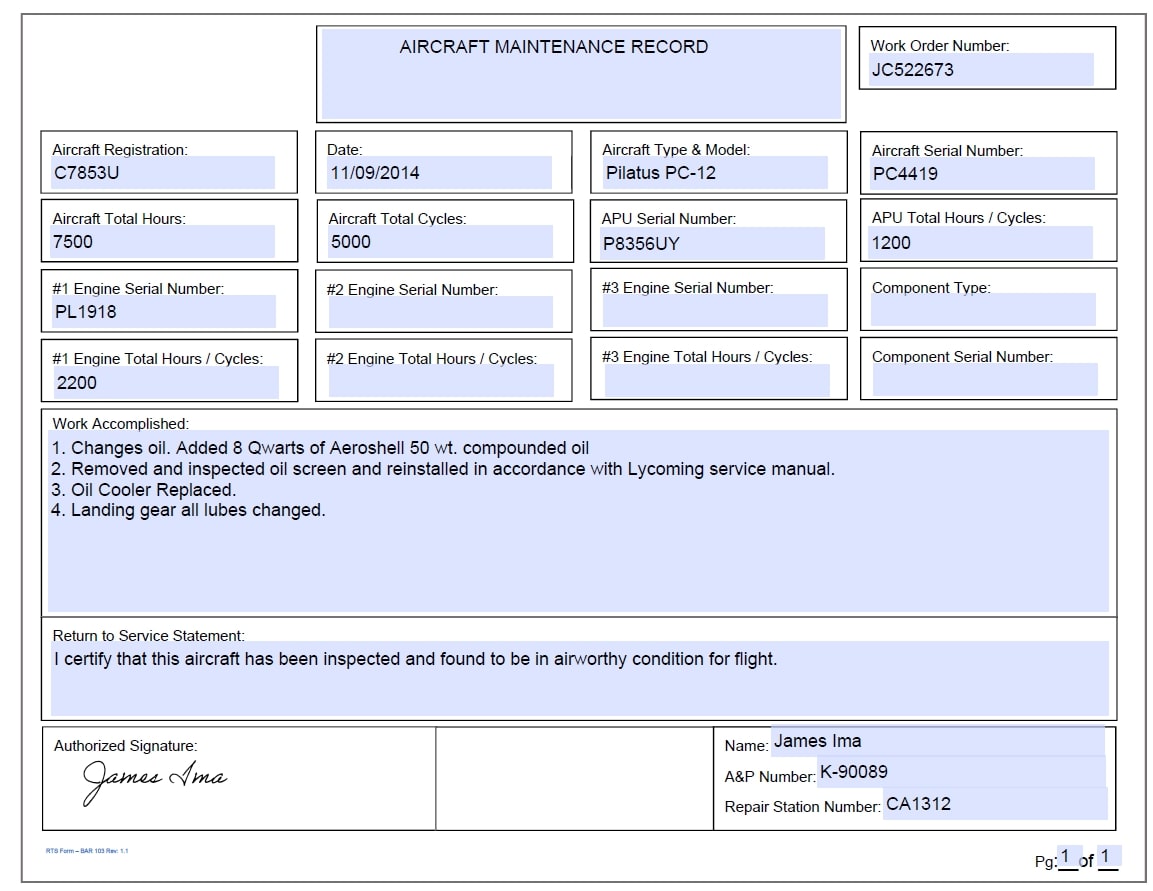 AIRCRAFT MAINTENANCE RECORD
Work Order Number:
JC522673
Aircraft Registration:
C7853U
Date:
11/09/2014
Aircraft Type & Model:
Pilatus PC-12
Aircraft Serial Number:
PC4419
Aircraft Total Hours:
7500
Aircraft Total Cycles:
5000
APU Serial Number:
P8356UY
APU Total Hours / Cycles:
1200
#1 Engine Serial Number:
PL1918
#2 Engine Serial Number:
#3 Engine Serial Number:
Component Type:
#1 Engine Total Hours / Cycles:
2200
#2 Engine Total Hours / Cycles:
#3 Engine Total Hours / Cycles:
Component Serial Number:
Work Accomplished:
1. Changes oil. Added 8 Qwarts of Aeroshell 50 wt. compounded oil
2. Removed and inspected oil screen and reinstalled in accordance with Lycoming service manual.
3. Oil Cooler Replaced.
4. Landing gear all lubes changed.
Return to Service Statement:
I certify that this aircraft has been inspected and found to be in airworthy condition for flight.
Authorized Signature:
James Ima
Name: James Ima
A&P Number: K-90089
Repair Station Number: CA1312
RTS Form – BAR 103 Rev: 1.1
Pg: 1 of 1